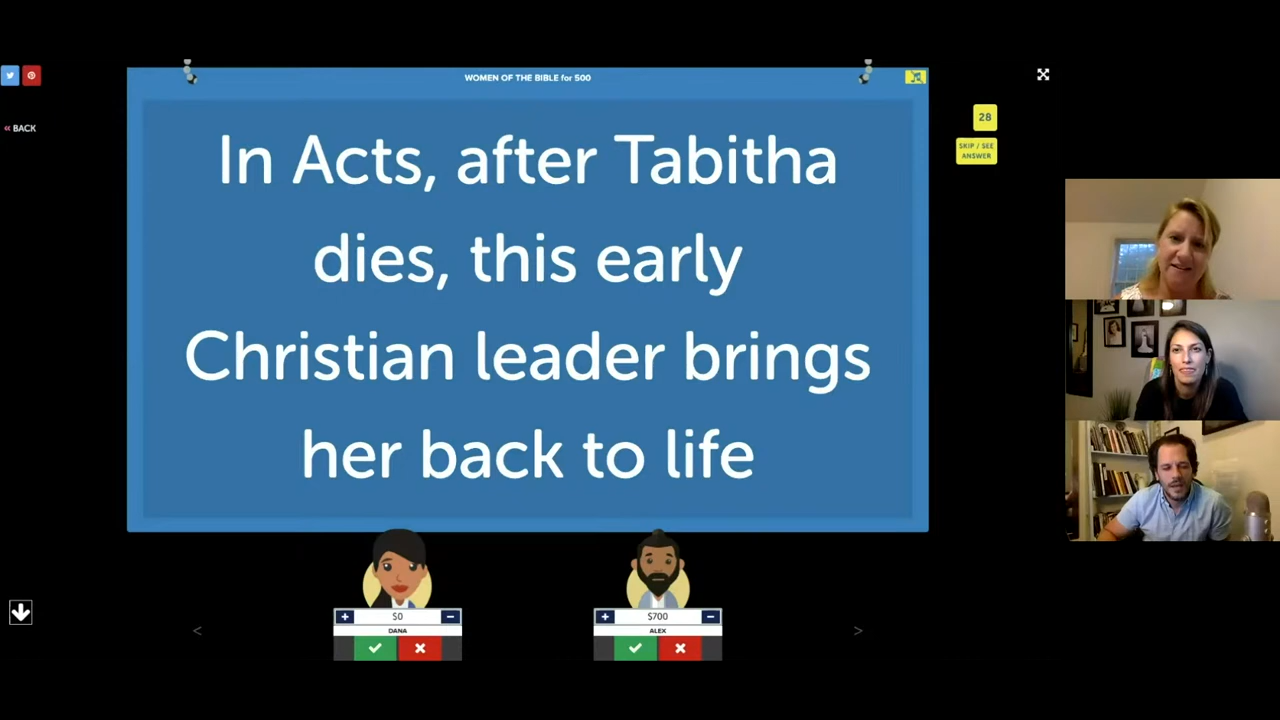 WOMEN OF THE BIBLE for 500
« BACK
28
SKIP / SEE
ANSWER
In Acts, after Tabitha
dies, this early
Christian leader brings
her back to life
+ $0 −
DANA
+ $700 −
ALEX
< >